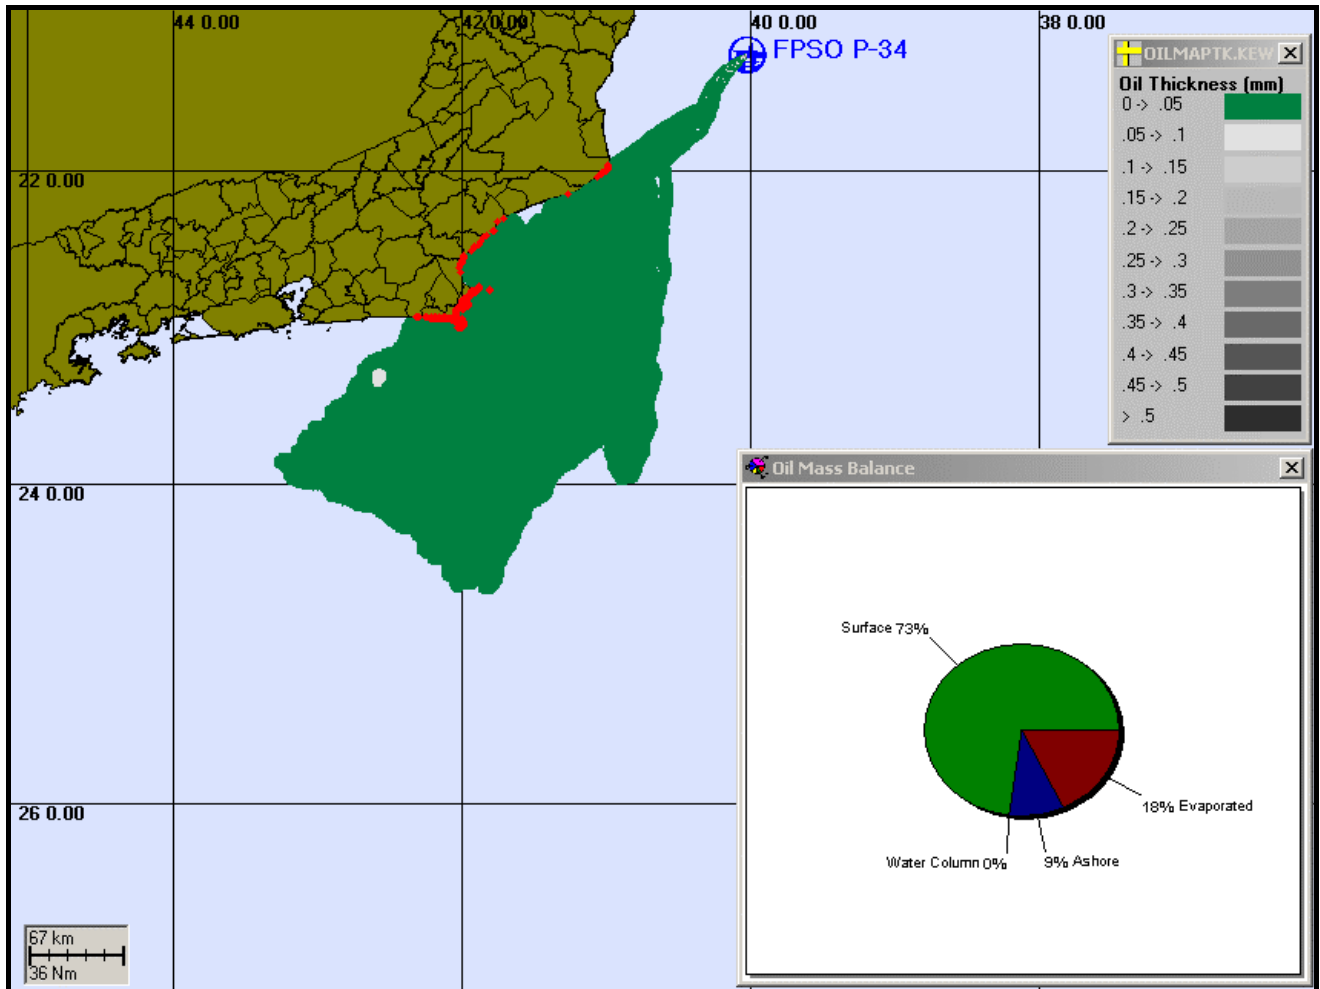 44 0.00
42 0.00
40 0.00
38 0.00
FPSO P-34
OILMAPTK.KEW
Oil Thickness (mm)
0 -> .05
.05 -> .1
.1 -> .15
.15 -> .2
.2 -> .25
.25 -> .3
.3 -> .35
.35 -> .4
.4 -> .45
.45 -> .5
> .5
22 0.00
24 0.00
26 0.00
67 km
36 Nm
Oil Mass Balance
Surface 73%
18% Evaporated
Water Column 0%
9% Ashore